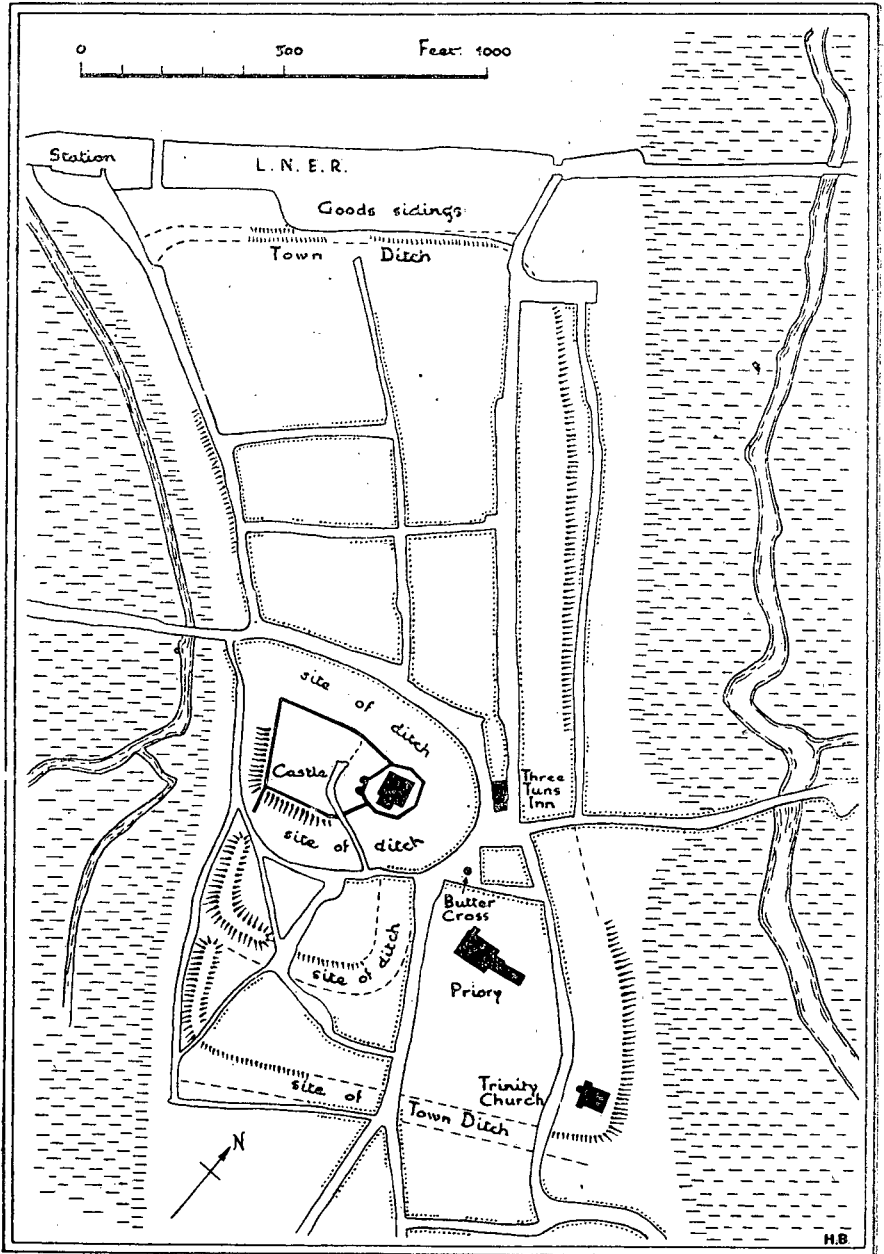 0 500 Feet 1000
Station
L. N. E. R.
Goods sidings
Town Ditch
site of ditch
Castle
Three
Tuns
Inn
site of ditch
Butter
Cross
site of ditch
Priory
Trinity
Church
site of
Town Ditch
N
H.B.